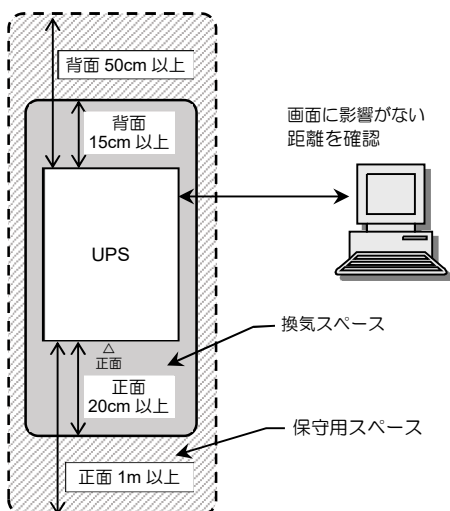 背面 50cm 以上
背面
15cm 以上
画面に影響がない
距離を確認
UPS
換気スペース
△
正面
正面
20cm 以上
保守用スペース
正面 1m 以上